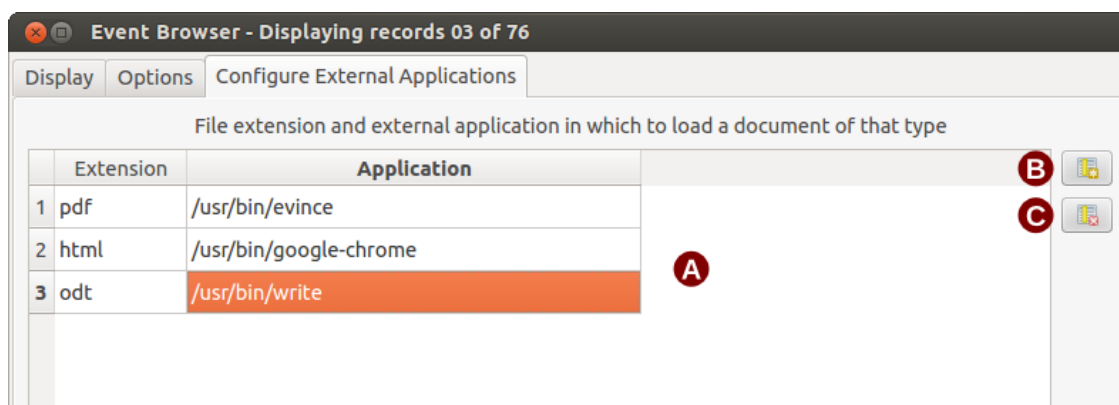 Event Browser - Displaying records 03 of 76
Display Options Configure External Applications
File extension and external application in which to load a document of that type
Extension Application B
1 pdf /usr/bin/evince C
2 html /usr/bin/google-chrome A
3 odt /usr/bin/write